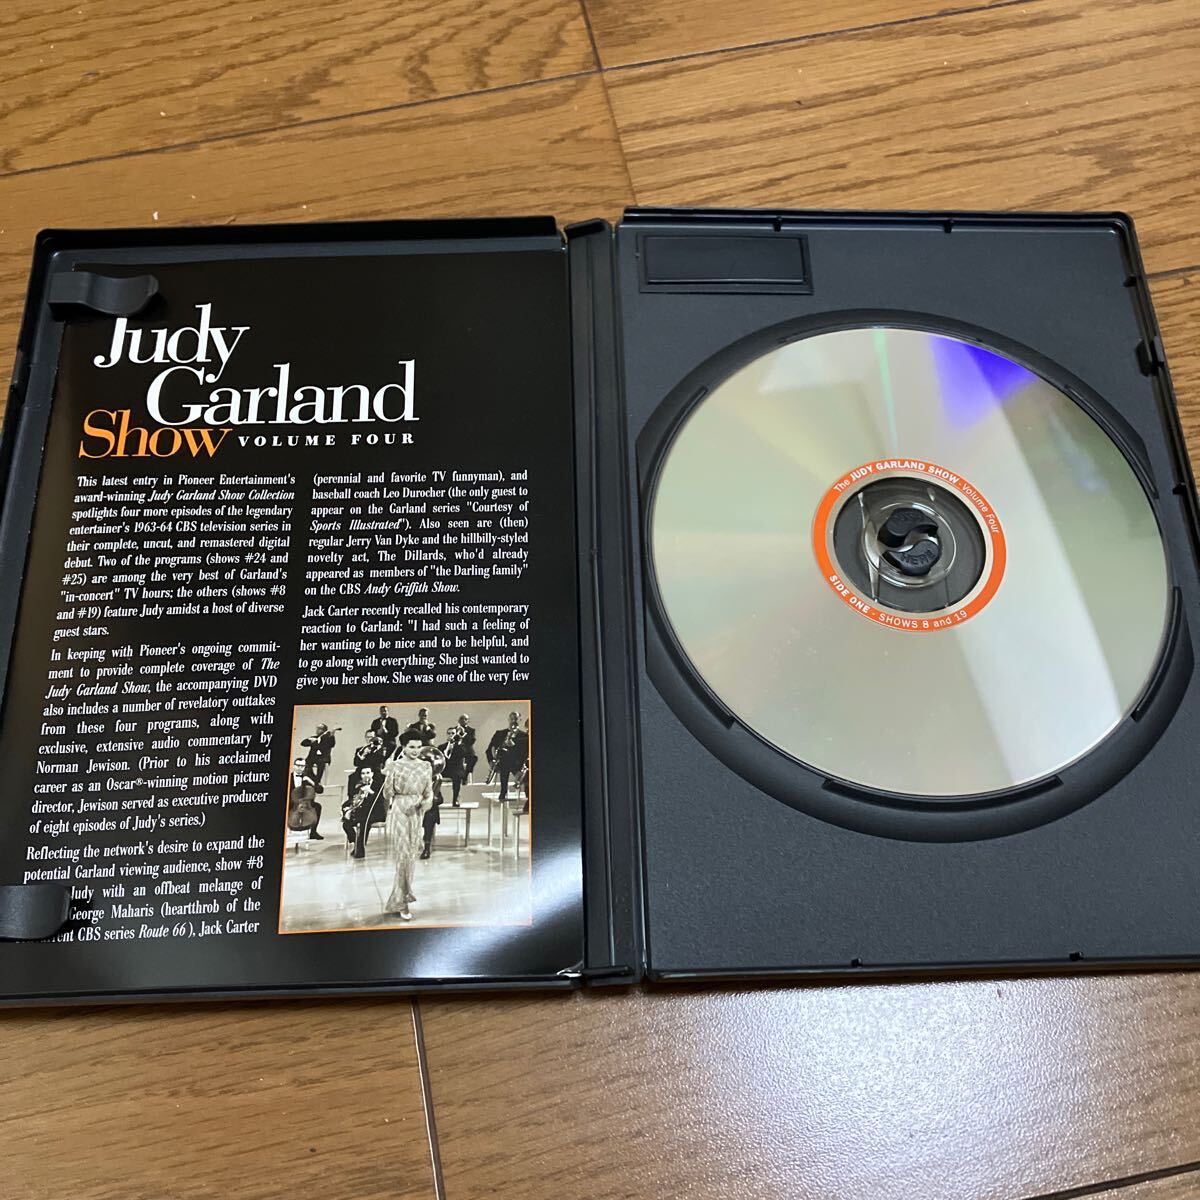 Judy
Garland
Show VOLUME FOUR
This latest entry in Pioneer Entertainment's
award-winning Judy Garland Show Collection
spotlights four more episodes of the legendary
entertainer's 1963-64 CBS television series in
their complete, uncut, and remastered digital
debut. Two of the programs (shows #24 and
#25) are among the very best of Garland's
"in-concert" TV hours; the others (shows #8
and #19) feature Judy amidst a host of diverse
guest stars.
In keeping with Pioneer's ongoing commit-
ment to provide complete coverage of The
Judy Garland Show, the accompanying DVD
also includes a number of revelatory outtakes
from these four programs, along with
exclusive, extensive audio commentary by
Norman Jewison. (Prior to his acclaimed
career as an Oscar®-winning motion picture
director, Jewison served as executive producer
of eight episodes of Judy's series.)
Reflecting the network's desire to expand the
potential Garland viewing audience, show #8
Judy with an offbeat melange of
George Maharis (heartthrob of the
CBS series Route 66), Jack Carter
(perennial and favorite TV funnyman), and
baseball coach Leo Durocher (the only guest to
appear on the Garland series "Courtesy of
Sports Illustrated"). Also seen are (then)
regular Jerry Van Dyke and the hillbilly-styled
novelty act, The Dillards, who'd already
appeared as members of "the Darling family"
on the CBS Andy Griffith Show.
Jack Carter recently recalled his contemporary
reaction to Garland: "I had such a feeling of
her wanting to be nice and to be helpful, and
to go along with everything. She just wanted to
give you her show. She was one of the very few
The JUDY GARLAND SHOW - Volume Four
SIDE ONE - SHOWS 8 and 19